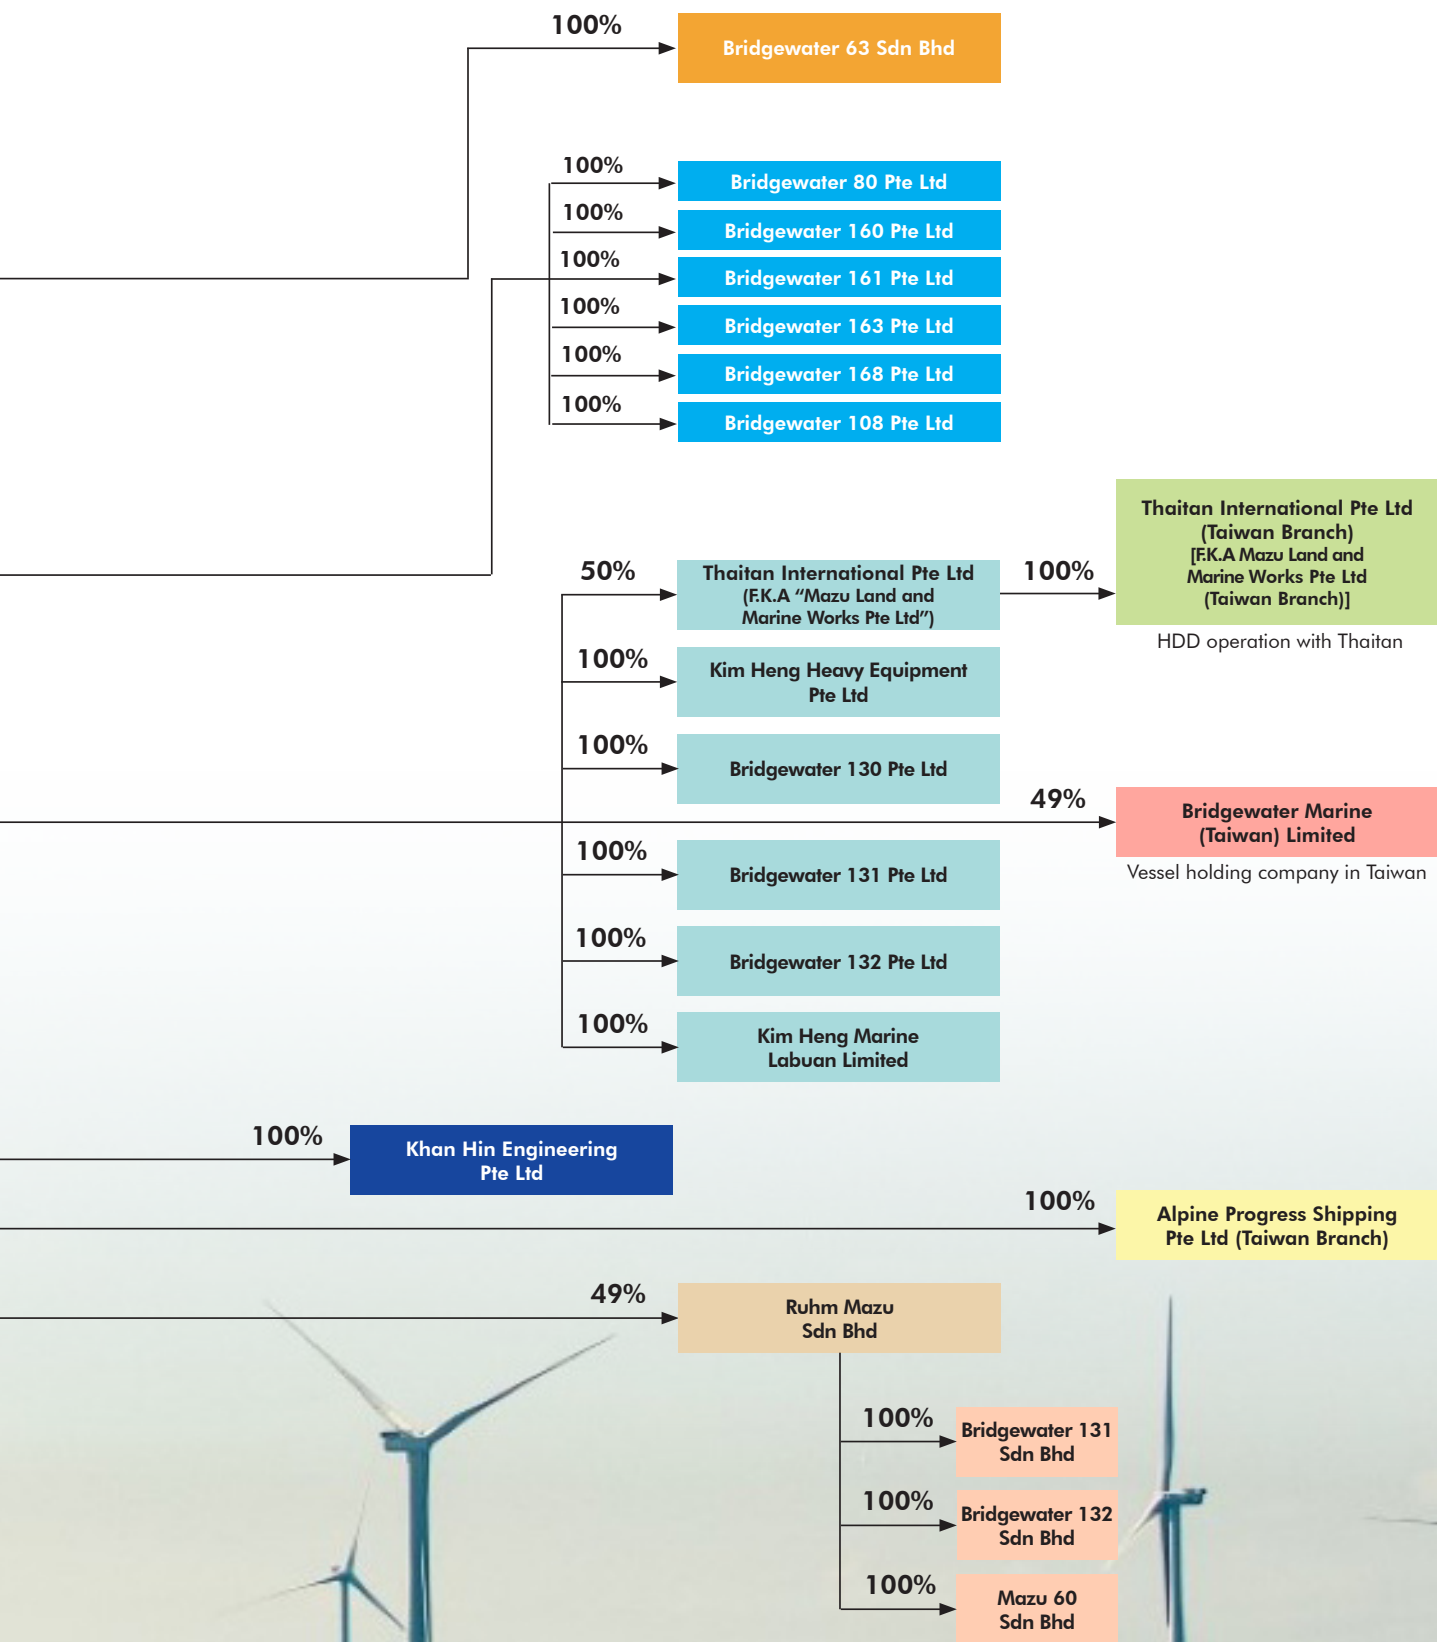 100%
Bridgewater 63 Sdn Bhd
100%
Bridgewater 80 Pte Ltd
100%
Bridgewater 160 Pte Ltd
100%
Bridgewater 161 Pte Ltd
100%
Bridgewater 163 Pte Ltd
100%
Bridgewater 168 Pte Ltd
100%
Bridgewater 108 Pte Ltd
50%
Thaitan International Pte Ltd
(F.K.A “Mazu Land and
Marine Works Pte Ltd”)
100%
Thaitan International Pte Ltd
(Taiwan Branch)
[F.K.A Mazu Land and
Marine Works Pte Ltd
(Taiwan Branch)]
HDD operation with Thaitan
100%
Kim Heng Heavy Equipment
Pte Ltd
100%
Bridgewater 130 Pte Ltd
49%
Bridgewater Marine
(Taiwan) Limited
Vessel holding company in Taiwan
100%
Bridgewater 131 Pte Ltd
100%
Bridgewater 132 Pte Ltd
100%
Kim Heng Marine
Labuan Limited
100%
Khan Hin Engineering
Pte Ltd
100%
Alpine Progress Shipping
Pte Ltd (Taiwan Branch)
49%
Ruhm Mazu
Sdn Bhd
100%
Bridgewater 131
Sdn Bhd
100%
Bridgewater 132
Sdn Bhd
100%
Mazu 60
Sdn Bhd